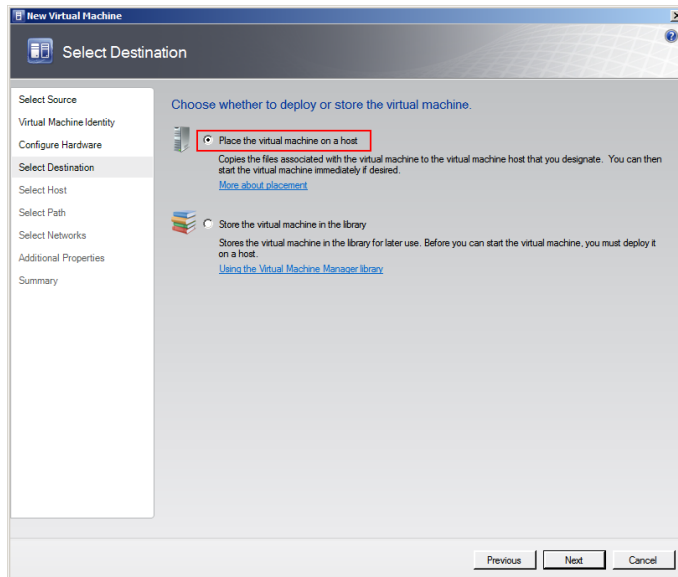 New Virtual Machine
Select Destination
Select Source
Virtual Machine Identity
Configure Hardware
Select Destination
Select Host
Select Path
Select Networks
Additional Properties
Summary
Choose whether to deploy or store the virtual machine.
Place the virtual machine on a host
Copies the files associated with the virtual machine to the virtual machine host that you designate. You can then
start the virtual machine immediately if desired.
More about placement
Store the virtual machine in the library
Stores the virtual machine in the library for later use. Before you can start the virtual machine, you must deploy it
on a host.
Using the Virtual Machine Manager library
Previous
Next
Cancel